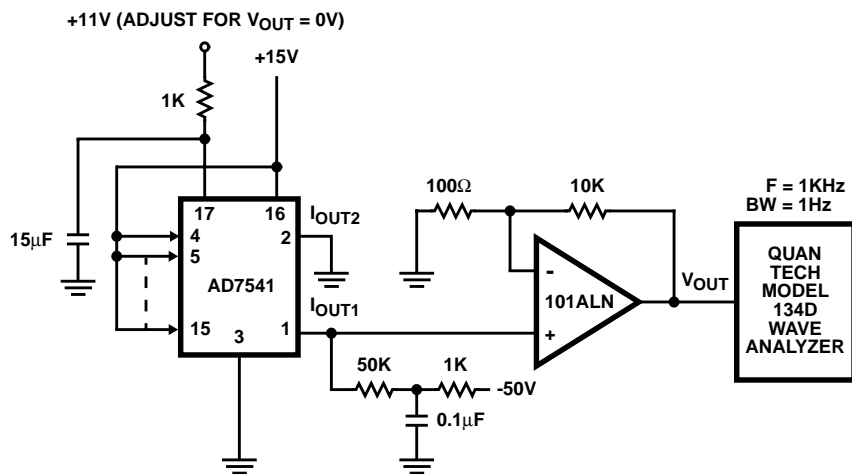 +11V (ADJUST FOR VOUT = 0V)
+15V
1K
15µF
17
16
IOUT2
4
5
2
AD7541
IOUT1
15
3
1
100Ω
10K
-
101ALN
+
VOUT
F = 1KHz
BW = 1Hz
QUAN
TECH
MODEL
134D
WAVE
ANALYZER
50K
1K
-50V
0.1µF